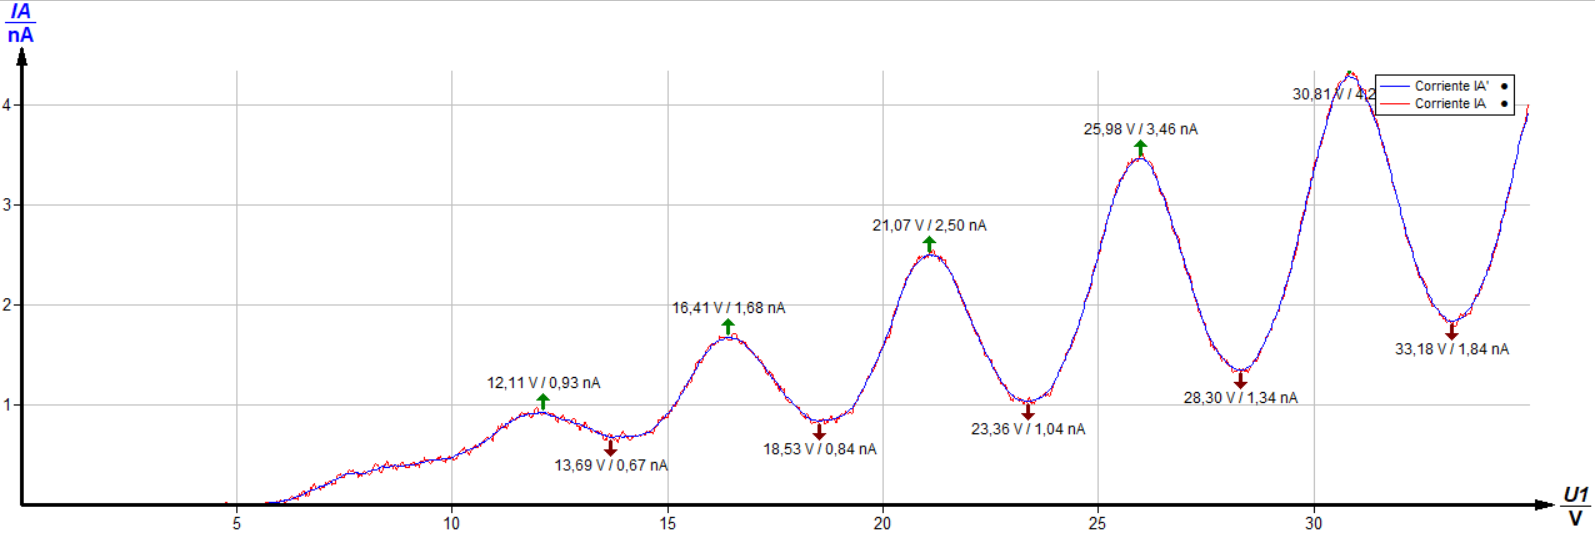 IA
nA
Corriente IA'
Corriente IA
30,81 V / 4,2
25,98 V / 3,46 nA
21,07 V / 2,50 nA
16,41 V / 1,68 nA
12,11 V / 0,93 nA
13,69 V / 0,67 nA
18,53 V / 0,84 nA
23,36 V / 1,04 nA
28,30 V / 1,34 nA
33,18 V / 1,84 nA
4
3
2
1
5
10
15
20
25
30
U1
V